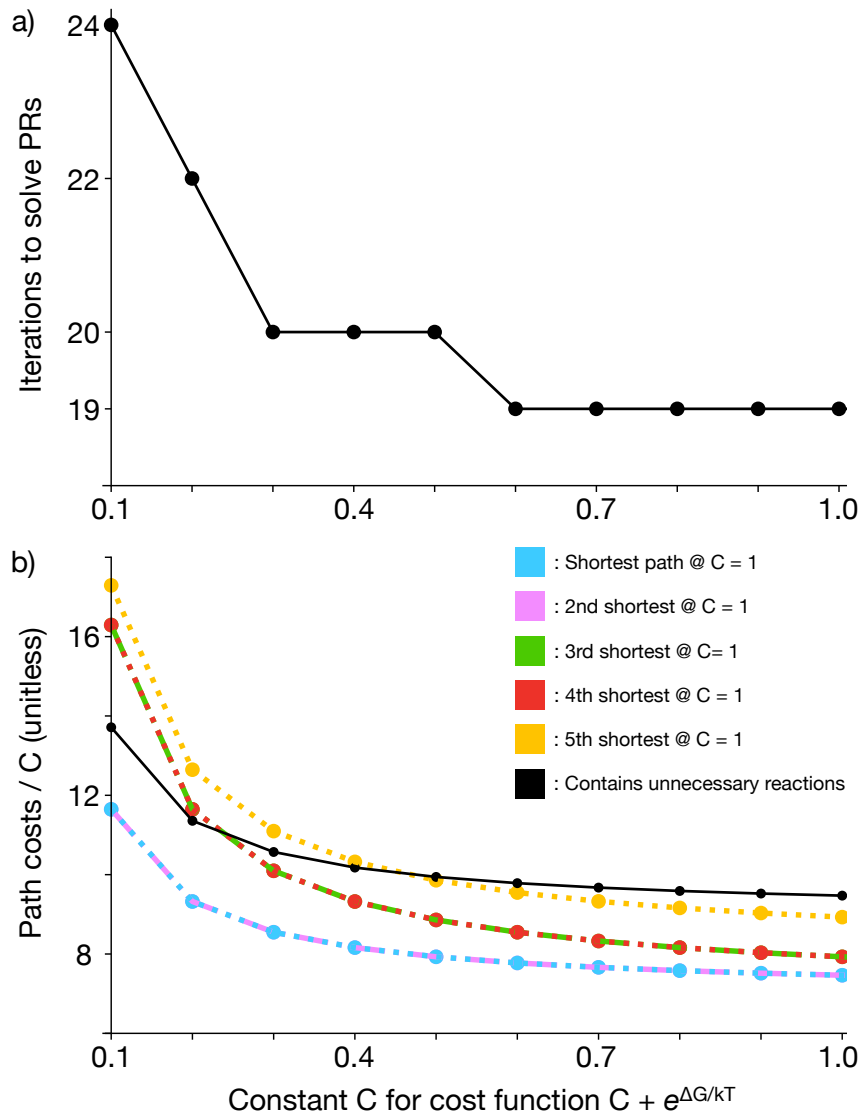 a)
24
22
20
19
Iterions to solve PRs
0.1
0.4
0.7
1.0
b)
16
12
8
Path costs / C (unitless)
: Shortest path @ C = 1
: 2nd shortest @ C = 1
: 3rd shortest @ C= 1
: 4th shortest @ C = 1
: 5th shortest @ C = 1
: Contains unnecessary reactions
0.1
0.4
0.7
1.0
Constant C for cost function C + e^ΔG/kT